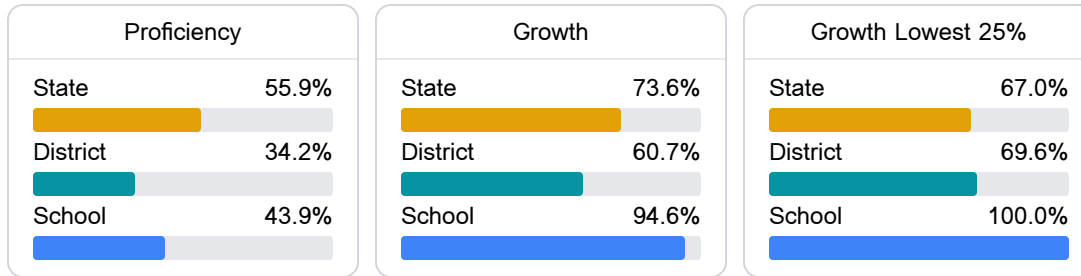 Proficiency
State 55.9%
District 34.2%
School 43.9%
Growth
State 73.6%
District 60.7%
School 94.6%
Growth Lowest 25%
State 67.0%
District 69.6%
School 100.0%